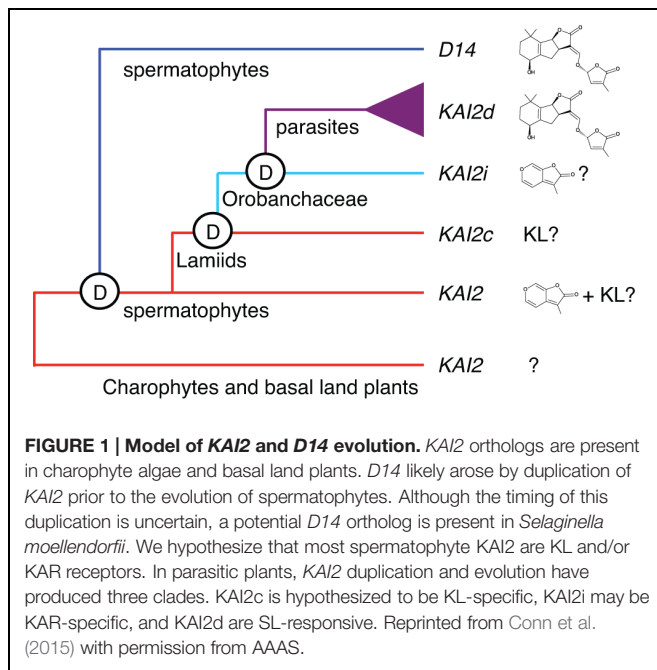 D14
spermatophytes
KAI2d
parasites
D
KAI2i
?
Orobanchaceae
D
KAI2c
KL?
Lamiids
D
KAI2
+ KL?
spermatophytes
KAI2
?
Charophytes and basal land plants
FIGURE 1 | Model of KAI2 and D14 evolution. KAI2 orthologs are present
in charophyte algae and basal land plants. D14 likely arose by duplication of
KAI2 prior to the evolution of spermatophytes. Although the timing of this
duplication is uncertain, a potential D14 ortholog is present in Selaginella
moellendorfii. We hypothesize that most spermatophyte KAI2 are KL and/or
KAR receptors. In parasitic plants, KAI2 duplication and evolution have
produced three clades. KAI2c is hypothesized to be KL-specific, KAI2i may be
KAR-specific, and KAI2d are SL-responsive. Reprinted from Conn et al.
(2015) with permission from AAAS.